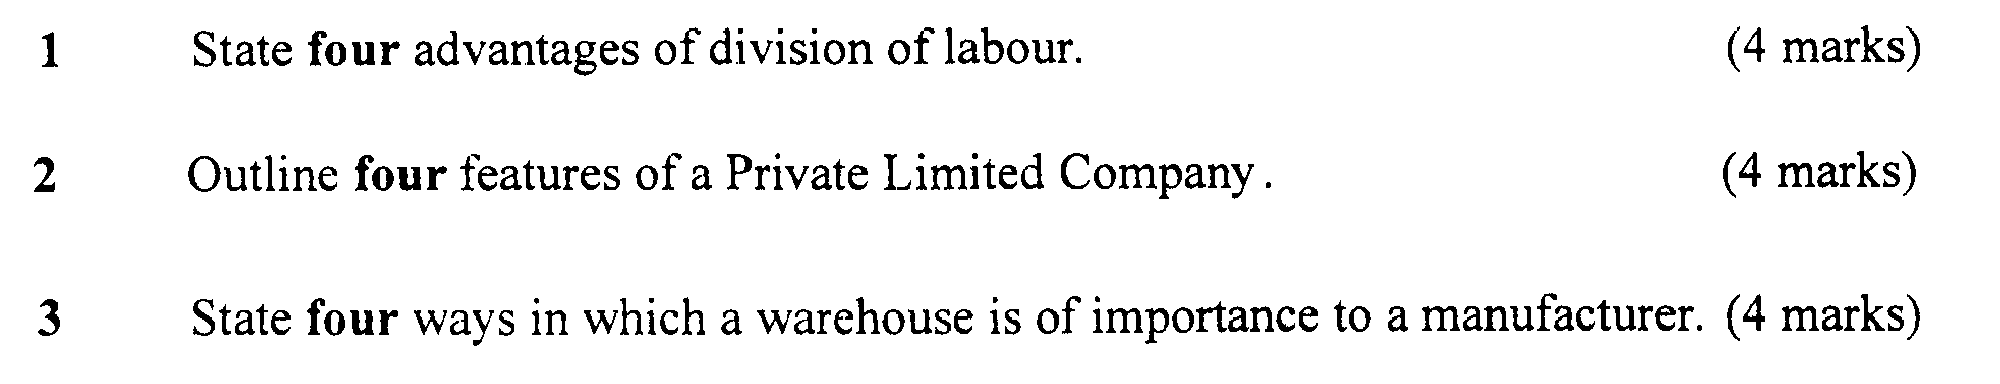 1 State four advantages of division of labour. (4 marks)
2 Outline four features of a Private Limited Company. (4 marks)
3 State four ways in which a warehouse is of importance to a manufacturer. (4 marks)